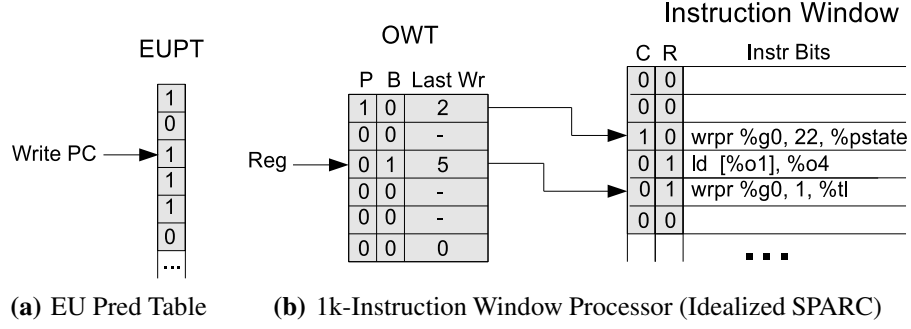 EUPT
1
0
Write PC 1
1
1
0
...
(a) EU Pred Table
OWT
P B Last Wr
1 0 2
0 0 -
Reg 0 1 5
0 0 -
0 0 -
0 0 0
Instruction Window
C R Instr Bits
0 0
0 0
1 0 wrpr %g0, 22, %pstate
0 1 ld [%o1], %o4
0 1 wrpr %g0, 1, %tl
0 0
...
(b) 1k-Instruction Window Processor (Idealized SPARC)